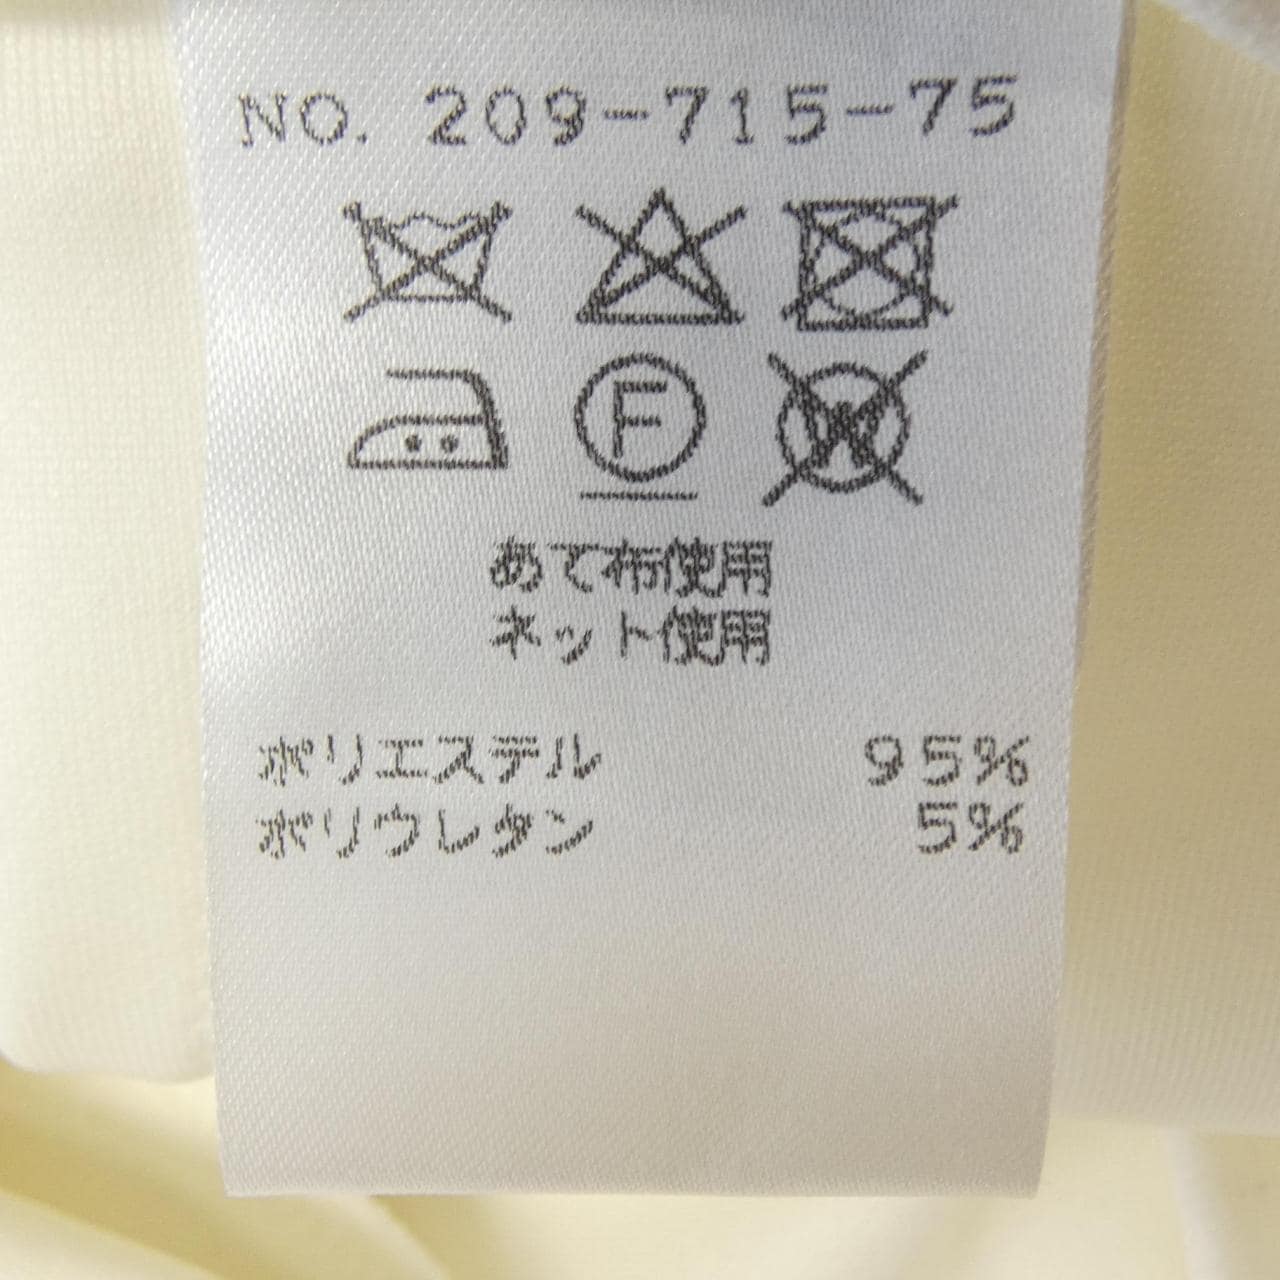 NO. 209-715-75
F W
あて布使用
ネット使用
ポリエステル 95%
ポリウレタン 5%